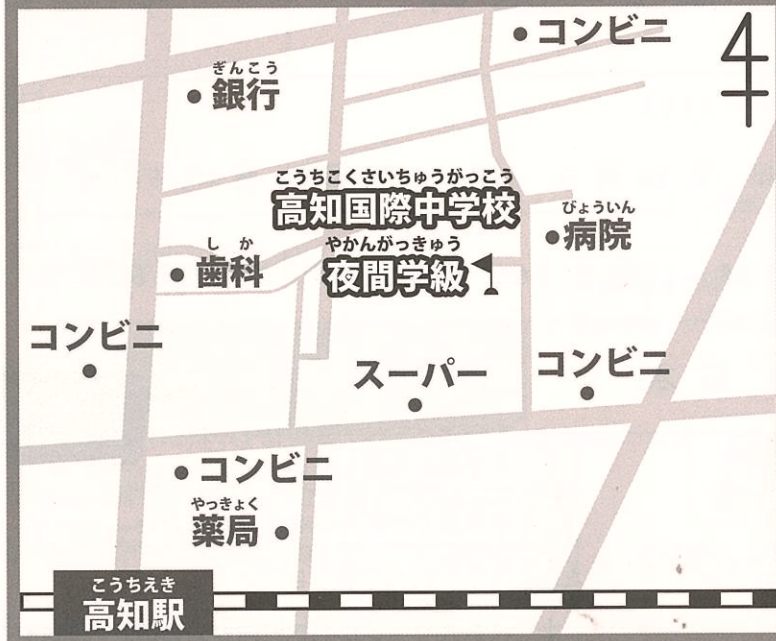 コンビニ
ぎんこう
銀行
こうちこくさいちゅうがっこう
高知国際中学校
びょういん
病院
しか
歯科
やかんがっきゅう
夜間学級
コンビニ
スーパー
コンビニ
コンビニ
やっきょく
薬局
こうちえき
高知駅